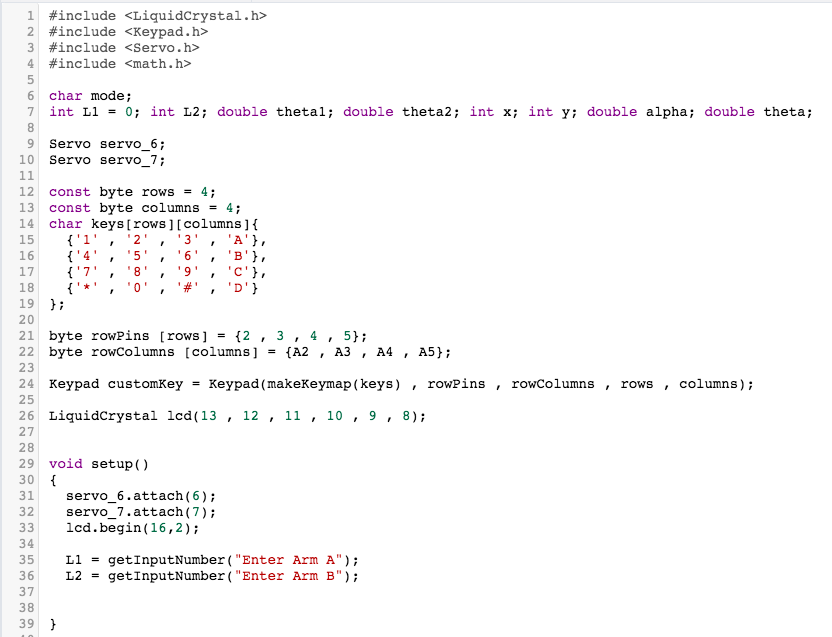 1 #include <LiquidCrystal.h>
2 #include <Keypad.h>
3 #include <Servo.h>
4 #include <math.h>
5
6 char mode;
7 int L1 = 0; int L2; double theta1; double theta2; int x; int y; double alpha; double theta;
8
9 Servo servo_6;
10 Servo servo_7;
11
12 const byte rows = 4;
13 const byte columns = 4;
14 char keys[rows][columns]{
15   {'1' , '2' , '3' , 'A'},
16   {'4' , '5' , '6' , 'B'},
17   {'7' , '8' , '9' , 'C'},
18   {'*' , '0' , '#' , 'D'}
19 };
20
21 byte rowPins [rows] = {2 , 3 , 4 , 5};
22 byte rowColumns [columns] = {A2 , A3 , A4 , A5};
23
24 Keypad customKey = Keypad(makeKeymap(keys) , rowPins , rowColumns , rows , columns);
25
26 LiquidCrystal lcd(13 , 12 , 11 , 10 , 9 , 8);
27
28
29 void setup()
30 {
31   servo_6.attach(6);
32   servo_7.attach(7);
33   lcd.begin(16,2);
34
35   L1 = getInputNumber("Enter Arm A");
36   L2 = getInputNumber("Enter Arm B");
37
38
39 }